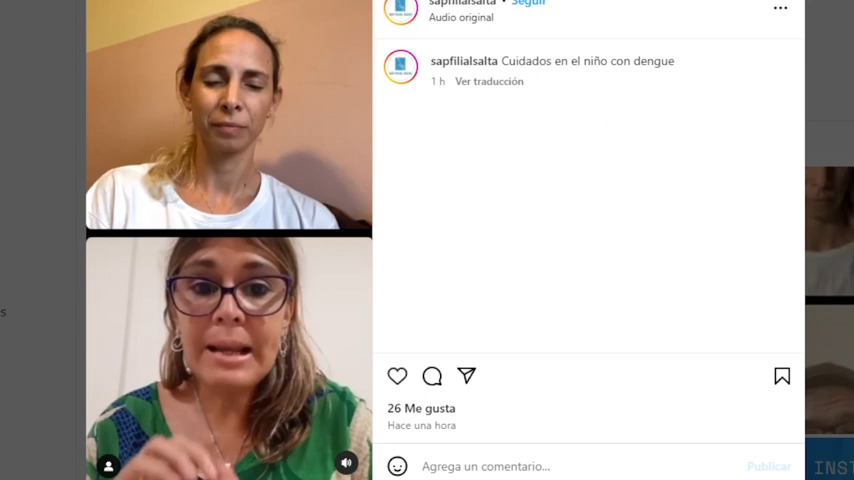 sapfilialsalta • Seguir
Audio original
sapfilialsalta Cuidados en el niño con dengue
1 h Ver traducción
26 Me gusta
Hace una hora
Agrega un comentario...
Publicar
INST